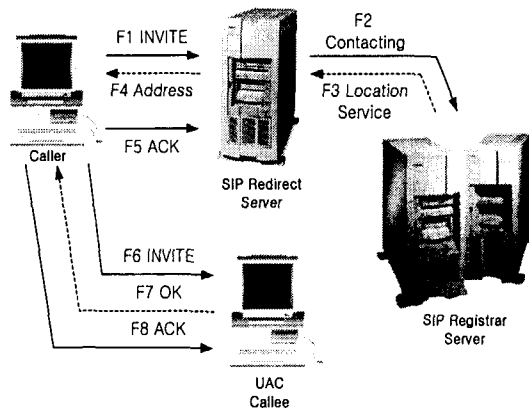 F1 INVITE
F2
Contacting
F4 Address
F3 Location
Service
F5 ACK
Caller
SIP Redirect
Server
F6 INVITE
F7 OK
F8 ACK
SIP Registrar
Server
UAC
Callee